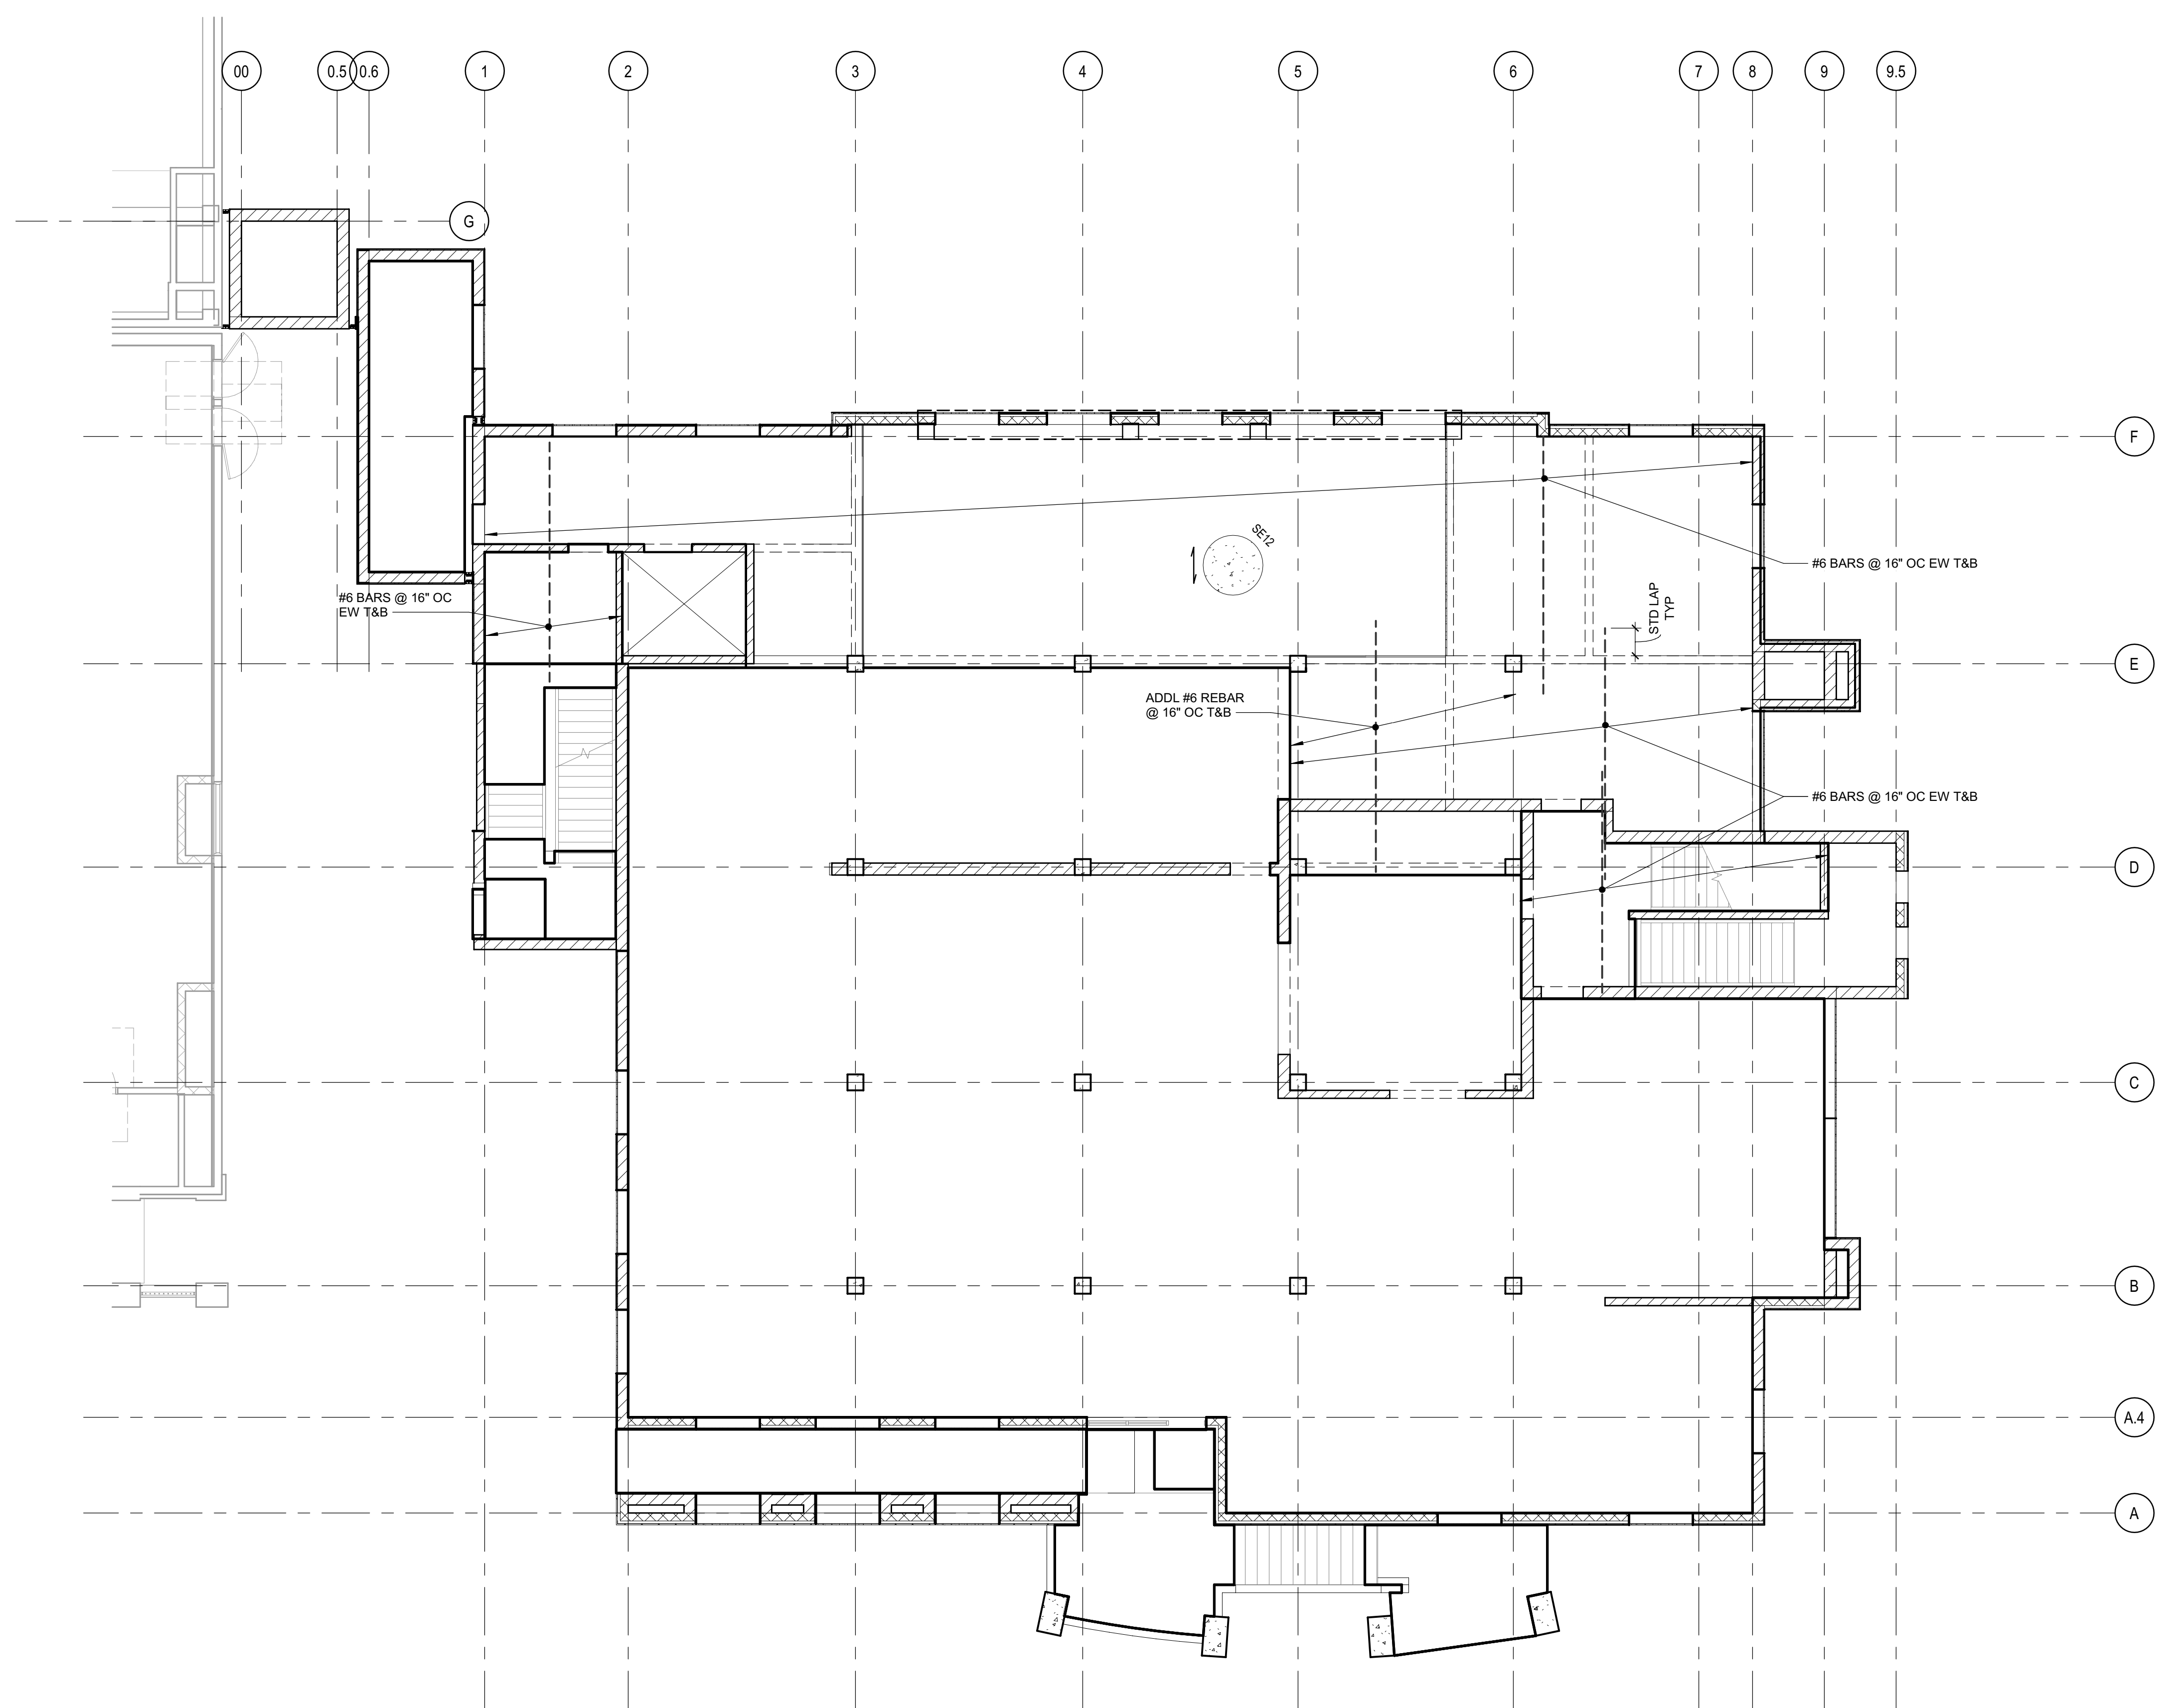 00
0.5
0.6
1
2
3
4
5
6
7
8
9
9.5
G
F
SE12
#6 BARS @ 16" OC EW T&B
#6 BARS @ 16" OC
EW T&B
STD LAP
TYP
E
ADDL #6 REBAR
@ 16" OC T&B
#6 BARS @ 16" OC EW T&B
D
C
B
A.4
A